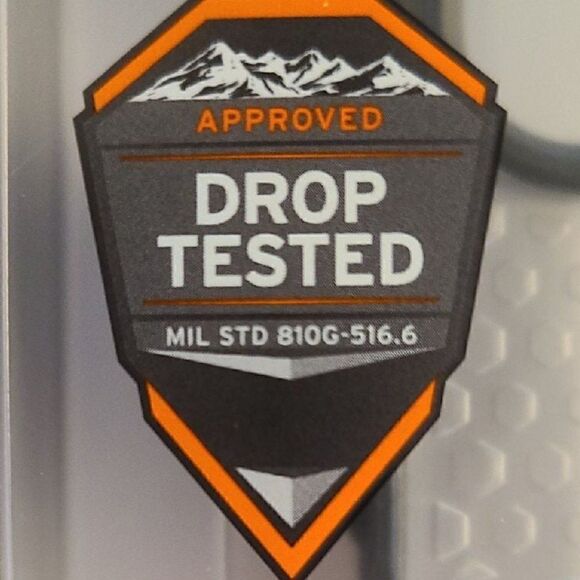 APPROVED
DROP
TESTED
MIL STD 810G-516.6